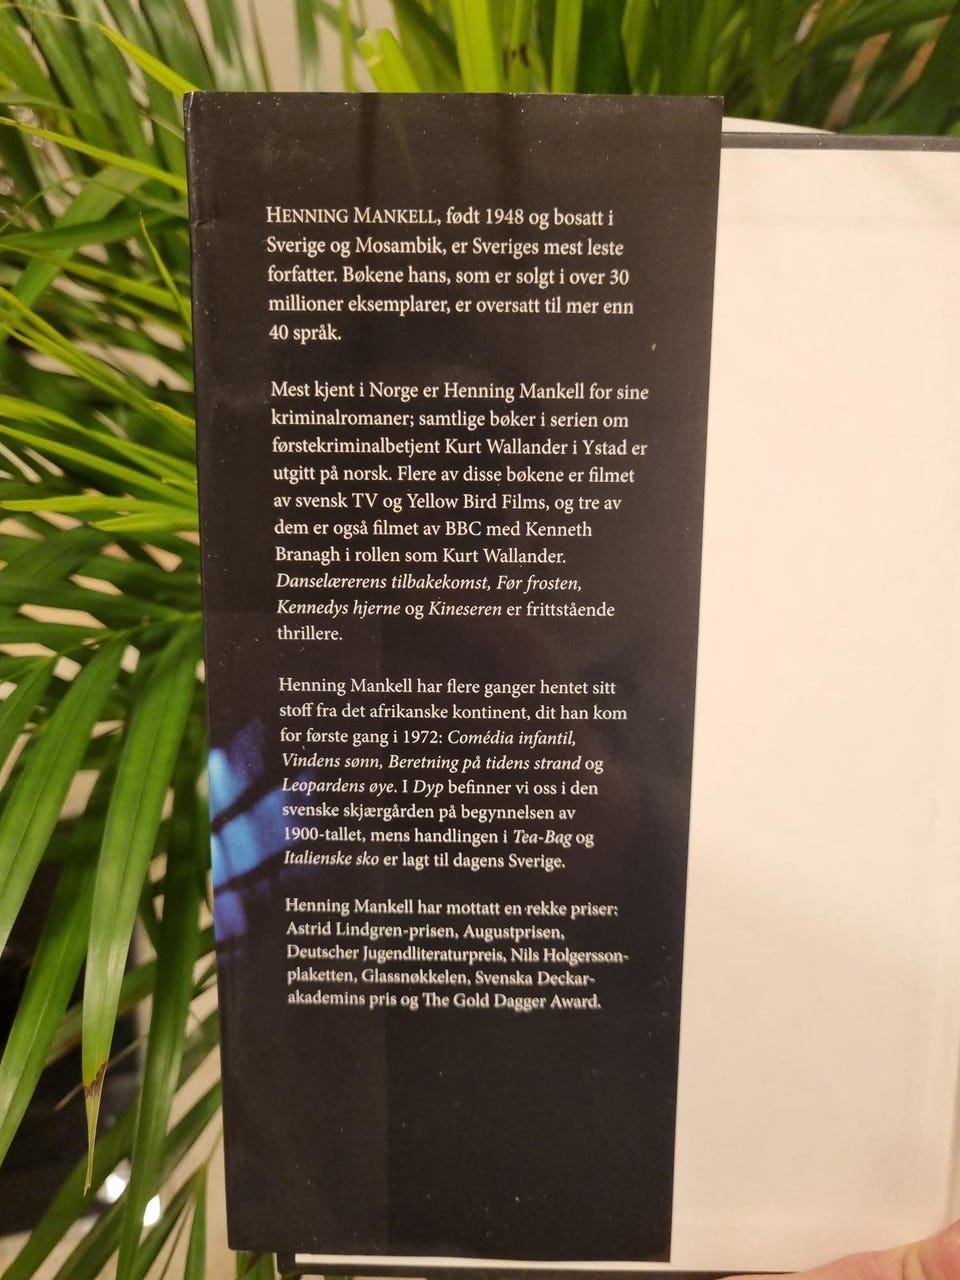 HENNING MANKELL, født 1948 og bosatt i
Sverige og Mosambik, er Sveriges mest leste
forfatter. Bøkene hans, som er solgt i over 30
millioner eksemplarer, er oversatt til mer enn
40 språk.
Mest kjent i Norge er Henning Mankell for sine
kriminalromaner; samtlige bøker i serien om
førstekriminalbetjent Kurt Wallander i Ystad er
utgitt på norsk. Flere av disse bøkene er filmet
av svensk TV og Yellow Bird Films, og tre av
dem er også filmet av BBC med Kenneth
Branagh i rollen som Kurt Wallander.
Danselærerens tilbakekomst, Før frosten,
Kennedys hjerne og Kineseren er frittstående
thrillere.
Henning Mankell har flere ganger hentet sitt
stoff fra det afrikanske kontinent, dit han kom
for første gang i 1972: Comédia infantil,
Vindens sønn, Beretning på tidens strand og
Leopardens øye. I Dyp befinner vi oss i den
svenske skjærgården på begynnelsen av
1900-tallet, mens handlingen i Tea-Bag og
Italienske sko er lagt til dagens Sverige.
Henning Mankell har mottatt en rekke priser:
Astrid Lindgren-prisen, Augustprisen,
Deutscher Jugendliteraturpreis, Nils Holgersson-
plaketten, Glassnøkkelen, Svenska Deckar-
akademins pris og The Gold Dagger Award.